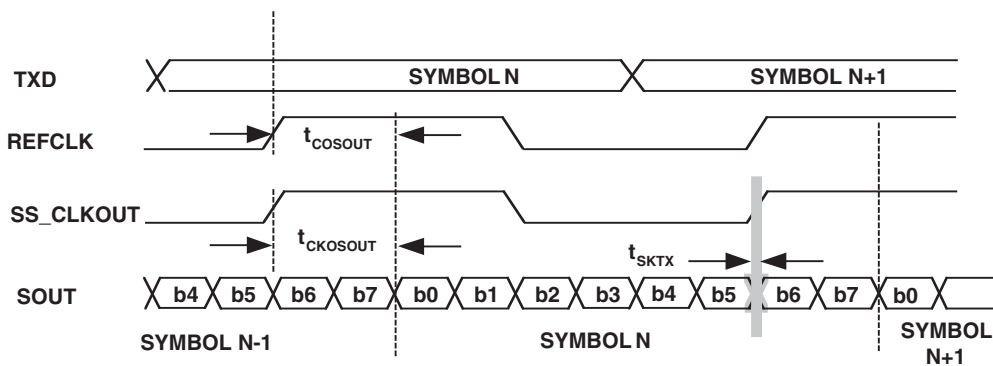 TXD SYMBOL N SYMBOL N+1
REFCLK tCOSOUT
SS_CLKOUT
tCKOSOUT tSKTX
SOUT b4 b5 b6 b7 b0 b1 b2 b3 b4 b5 b6 b7 b0
SYMBOL N-1 SYMBOL N SYMBOL
N+1